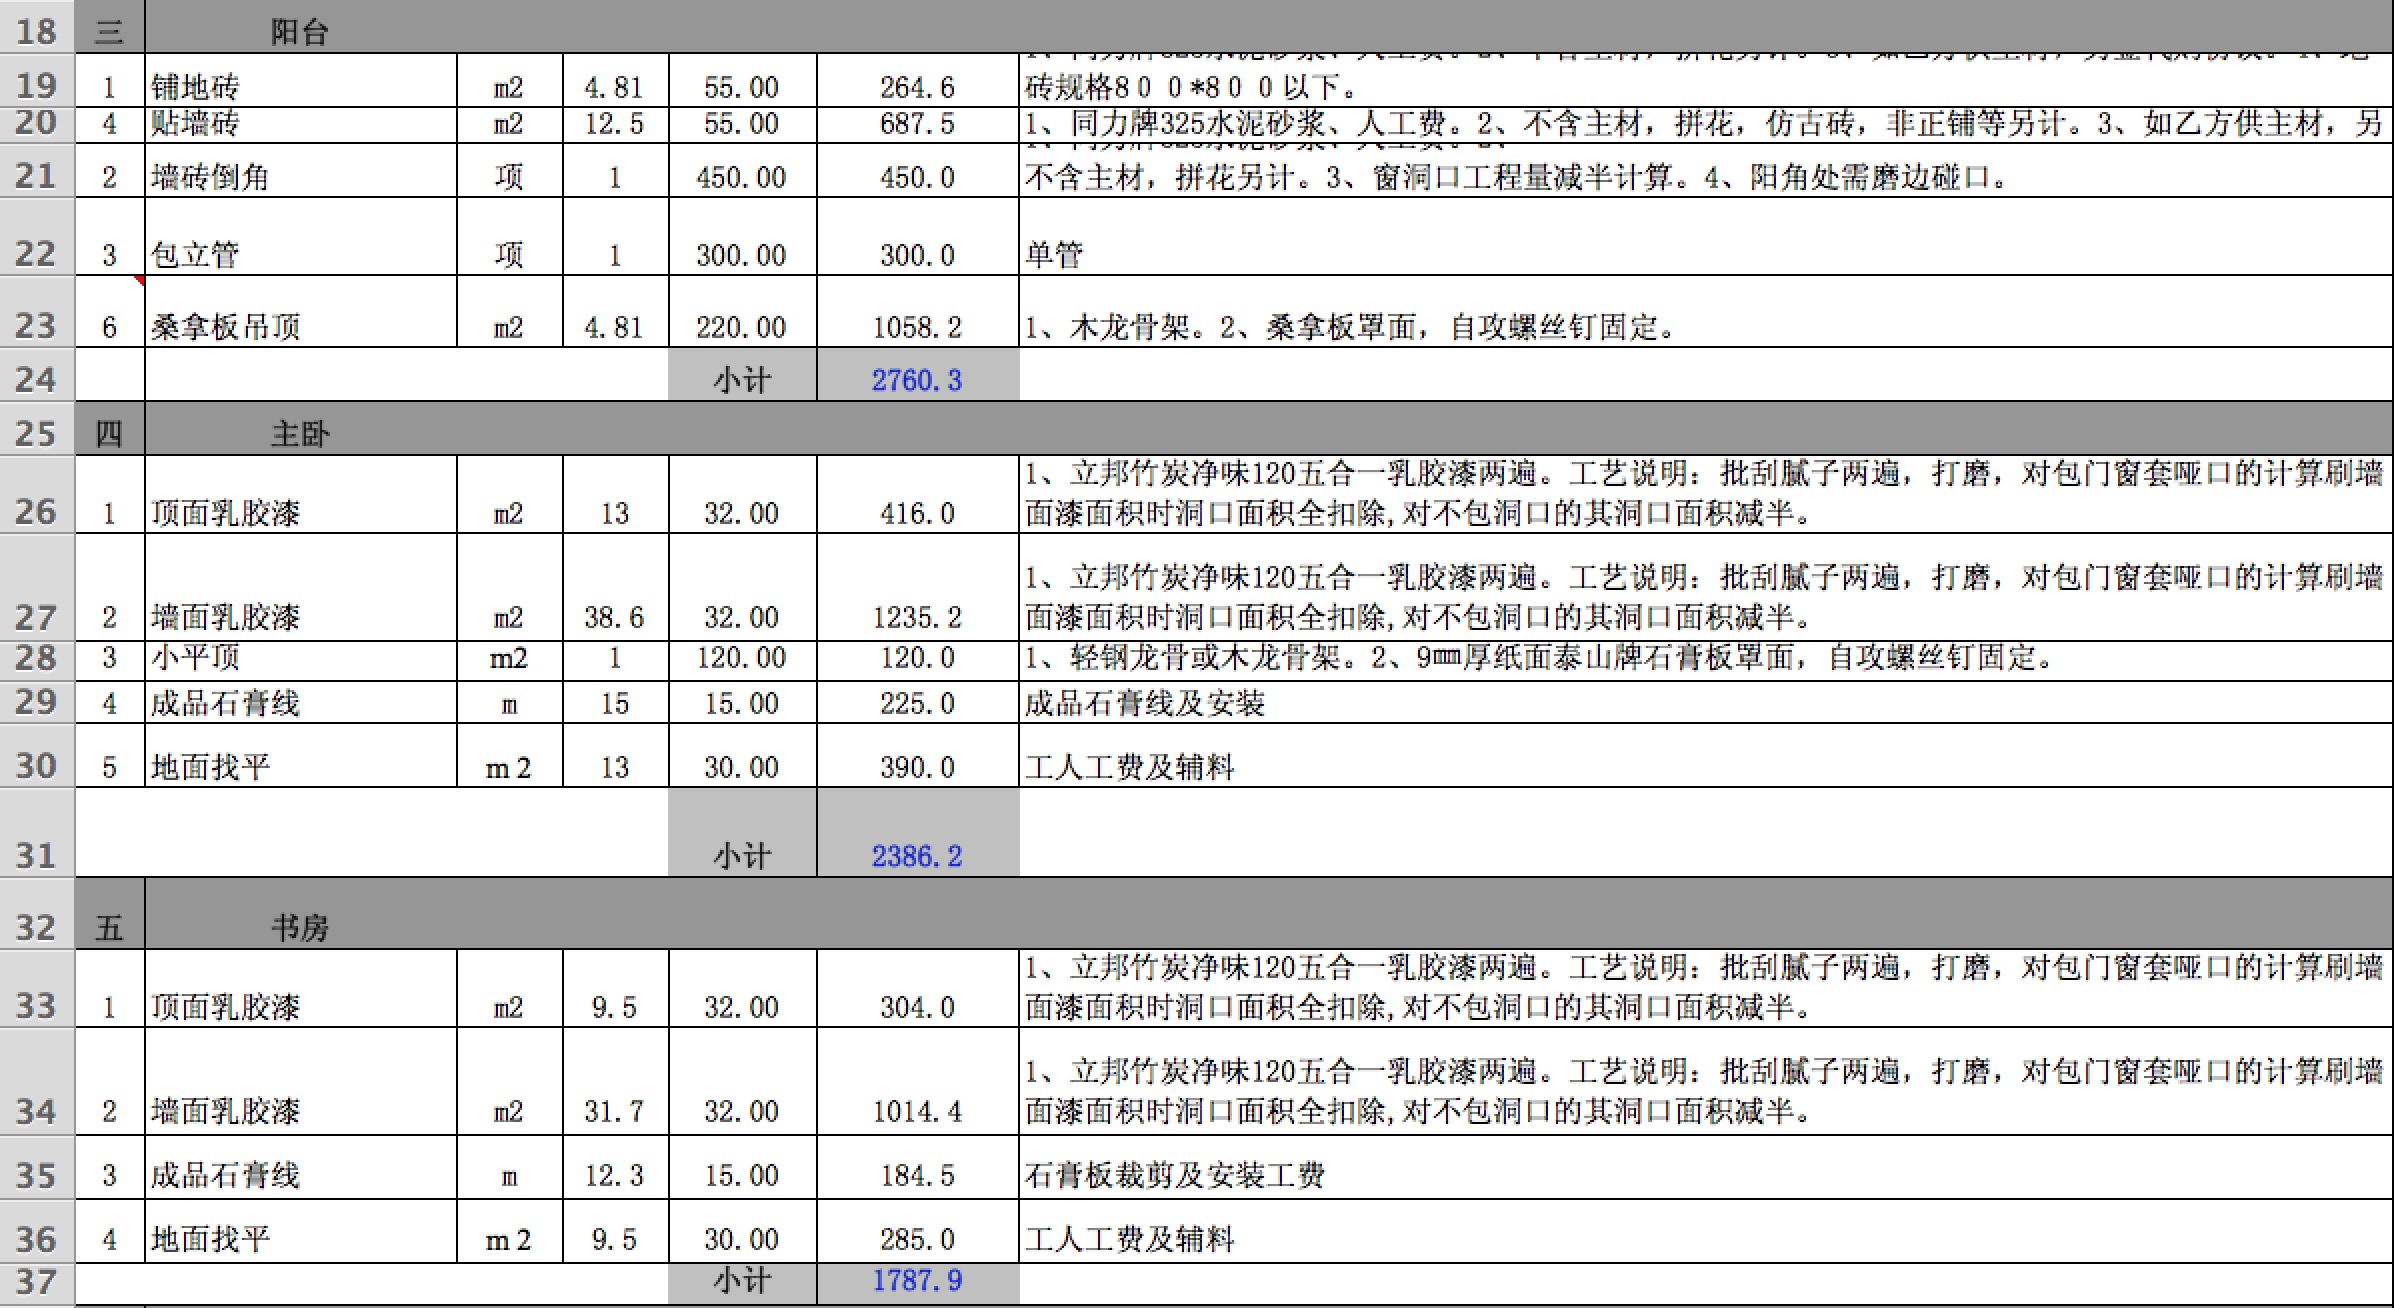 18 三 阳台
19 1 铺地砖 m2 4.81 55.00 264.6 砖规格８００*８００以下。
20 4 贴墙砖 m2 12.5 55.00 687.5 1、同力牌325水泥砂浆、人工费。2、不含主材，拼花，仿古砖，非正铺等另计。3、如乙方供主材，另
21 2 墙砖倒角 项 1 450.00 450.0 不含主材，拼花另计。3、窗洞口工程量减半计算。4、阳角处需磨边碰口。
22 3 包立管 项 1 300.00 300.0 单管
23 6 桑拿板吊顶 m2 4.81 220.00 1058.2 1、木龙骨架。2、桑拿板罩面，自攻螺丝钉固定。
24 小计 2760.3
25 四 主卧
1、立邦竹炭净味120五合一乳胶漆两遍。工艺说明：批刮腻子两遍，打磨，对包门窗套哑口的计算刷墙
26 1 顶面乳胶漆 m2 13 32.00 416.0 面漆面积时洞口面积全扣除,对不包洞口的其洞口面积减半。
1、立邦竹炭净味120五合一乳胶漆两遍。工艺说明：批刮腻子两遍，打磨，对包门窗套哑口的计算刷墙
27 2 墙面乳胶漆 m2 38.6 32.00 1235.2 面漆面积时洞口面积全扣除,对不包洞口的其洞口面积减半。
28 3 小平顶 m2 1 120.00 120.0 1、轻钢龙骨或木龙骨架。2、9㎜厚纸面泰山牌石膏板罩面，自攻螺丝钉固定。
29 4 成品石膏线 m 15 15.00 225.0 成品石膏线及安装
30 5 地面找平 m 2 13 30.00 390.0 工人工费及辅料
31 小计 2386.2
32 五 书房
1、立邦竹炭净味120五合一乳胶漆两遍。工艺说明：批刮腻子两遍，打磨，对包门窗套哑口的计算刷墙
33 1 顶面乳胶漆 m2 9.5 32.00 304.0 面漆面积时洞口面积全扣除,对不包洞口的其洞口面积减半。
1、立邦竹炭净味120五合一乳胶漆两遍。工艺说明：批刮腻子两遍，打磨，对包门窗套哑口的计算刷墙
34 2 墙面乳胶漆 m2 31.7 32.00 1014.4 面漆面积时洞口面积全扣除,对不包洞口的其洞口面积减半。
35 3 成品石膏线 m 12.3 15.00 184.5 石膏板裁剪及安装工费
36 4 地面找平 m 2 9.5 30.00 285.0 工人工费及辅料
37 小计 1787.9